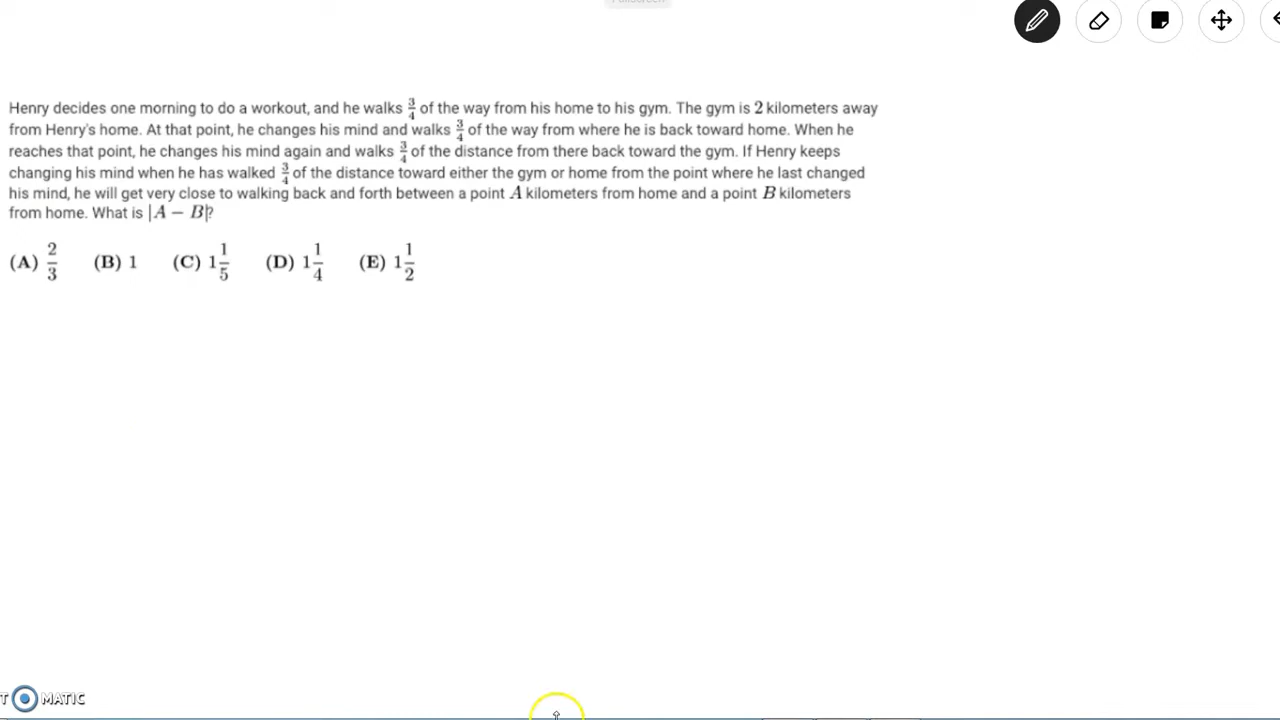 Henry decides one morning to do a workout, and he walks 3/4 of the way from his home to his gym. The gym is 2 kilometers away
from Henry's home. At that point, he changes his mind and walks 3/4 of the way from where he is back toward home. When he
reaches that point, he changes his mind again and walks 3/4 of the distance from there back toward the gym. If Henry keeps
changing his mind when he has walked 3/4 of the distance toward either the gym or home from the point where he last changed
his mind, he will get very close to walking back and forth between a point A kilometers from home and a point B kilometers
from home. What is |A − B|?
(A) 2/3 (B) 1 (C) 1 1/5 (D) 1 1/4 (E) 1 1/2
T MATIC